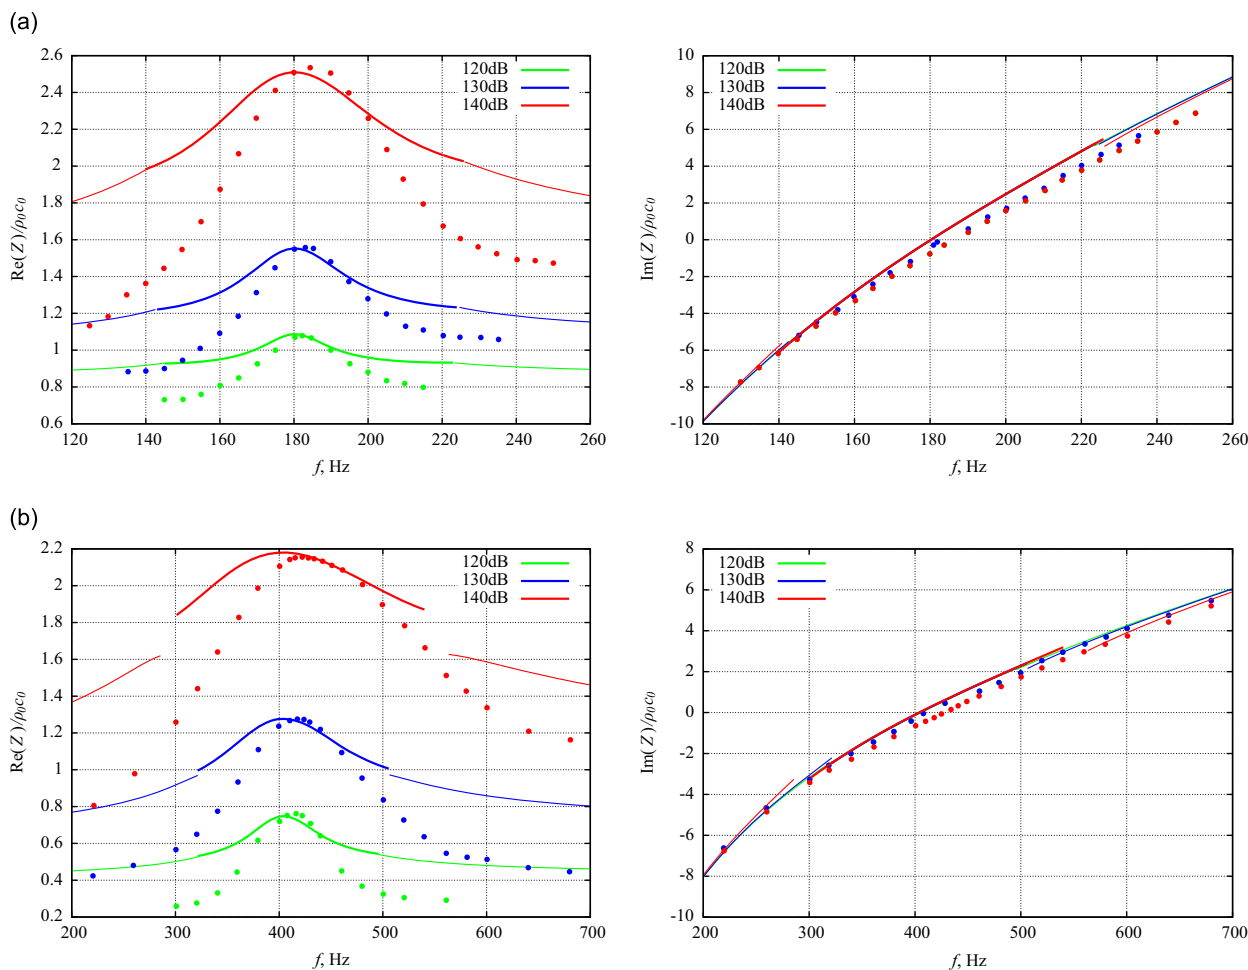 (a)
2.6
2.4
2.2
2
1.8
1.6
1.4
1.2
1
0.8
0.6
Re(Z)/ρ0c0
120dB
130dB
140dB
120 140 160 180 200 220 240 260
f, Hz
10
8
6
4
2
0
-2
-4
-6
-8
-10
Im(Z)/ρ0c0
120dB
130dB
140dB
120 140 160 180 200 220 240 260
f, Hz
(b)
2.2
2
1.8
1.6
1.4
1.2
1
0.8
0.6
0.4
0.2
Re(Z)/ρ0c0
120dB
130dB
140dB
200 300 400 500 600 700
f, Hz
8
6
4
2
0
-2
-4
-6
-8
-10
Im(Z)/ρ0c0
120dB
130dB
140dB
200 300 400 500 600 700
f, Hz